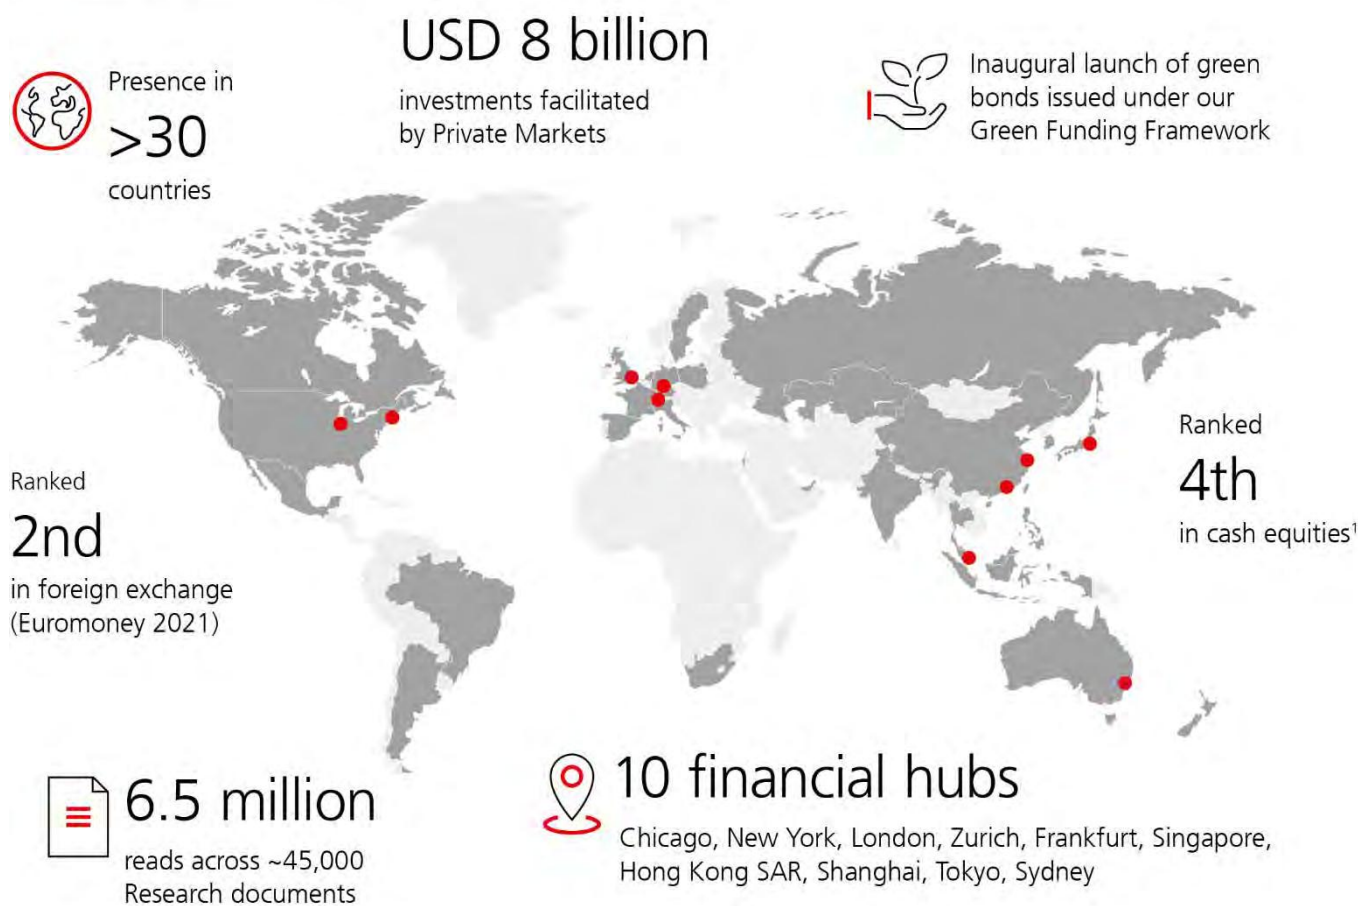 USD 8 billion
investments facilitated
by Private Markets
Presence in
>30
countries
Inaugural launch of green
bonds issued under our
Green Funding Framework
Ranked
2nd
in foreign exchange
(Euromoney 2021)
Ranked
4th
in cash equities¹
6.5 million
reads across ~45,000
Research documents
10 financial hubs
Chicago, New York, London, Zurich, Frankfurt, Singapore,
Hong Kong SAR, Shanghai, Tokyo, Sydney